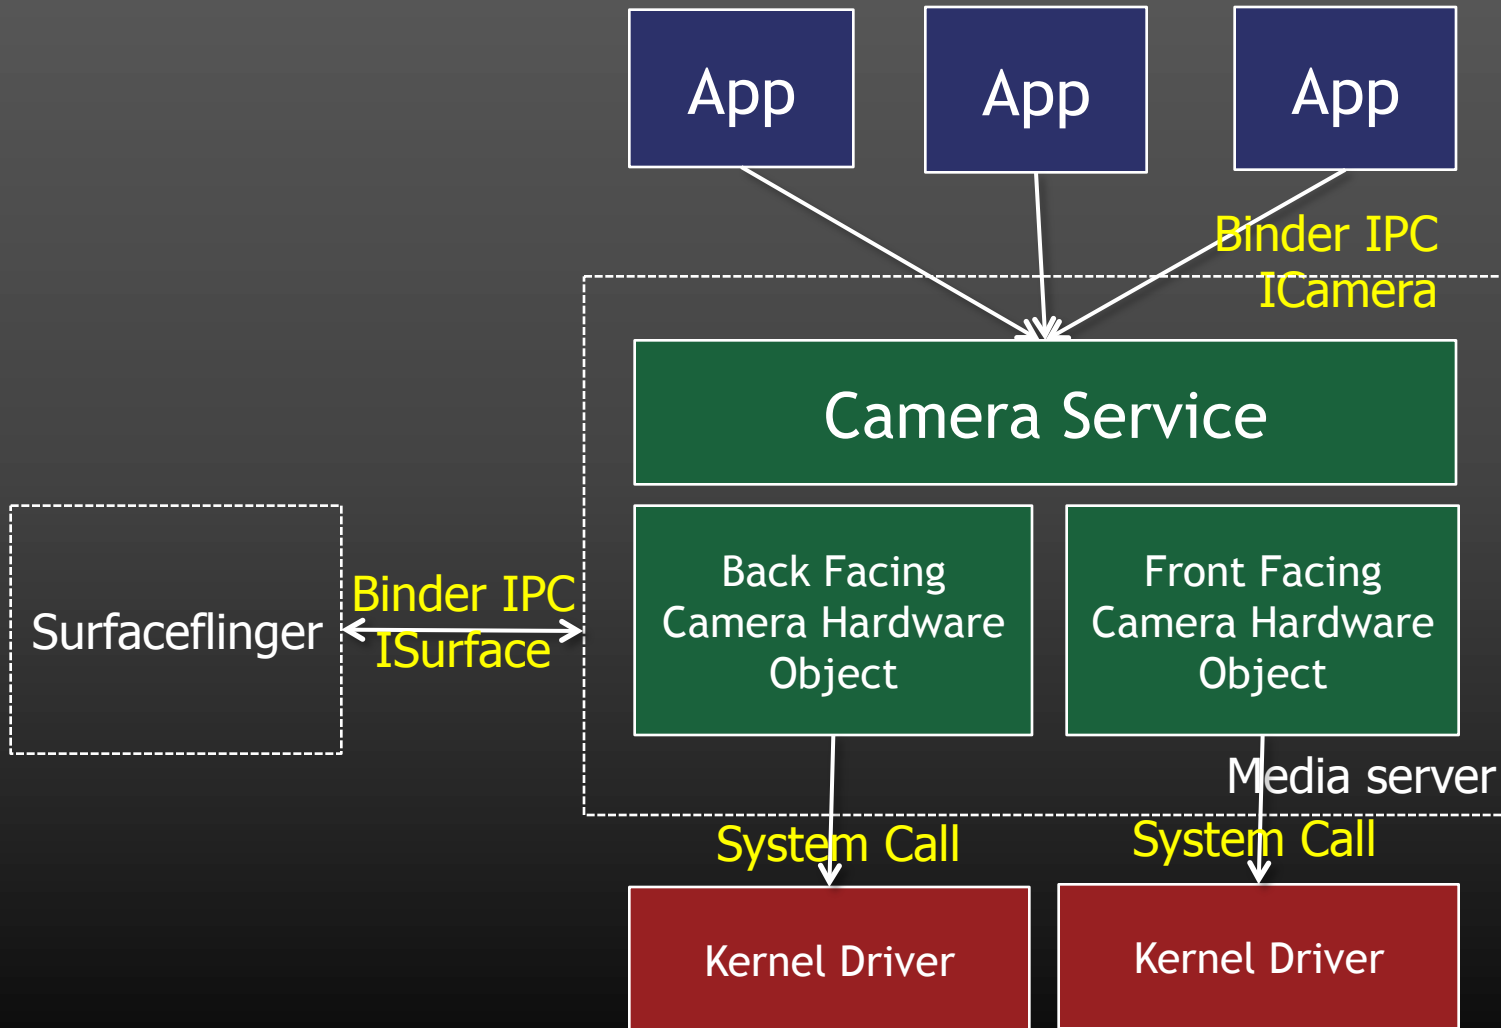 App
App
App
Binder IPC
ICamera
Camera Service
Back Facing
Camera Hardware
Object
Front Facing
Camera Hardware
Object
Surfaceflinger
Binder IPC
ISurface
Media server
System Call
System Call
Kernel Driver
Kernel Driver